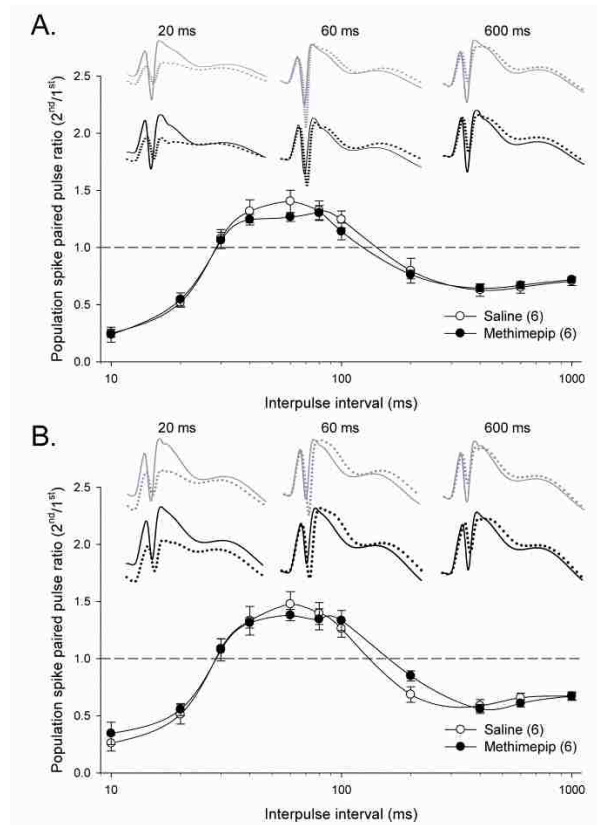 A.
20 ms 60 ms 600 ms
Population spike paired pulse ratio (2nd/1st)
2.5
2.0
1.5
1.0
0.5
0.0
Saline (6)
Methimepip (6)
10 100 1000
Interpulse interval (ms)
B.
20 ms 60 ms 600 ms
Population spike paired pulse ratio (2nd/1st)
2.5
2.0
1.5
1.0
0.5
0.0
Saline (6)
Methimepip (6)
10 100 1000
Interpulse interval (ms)